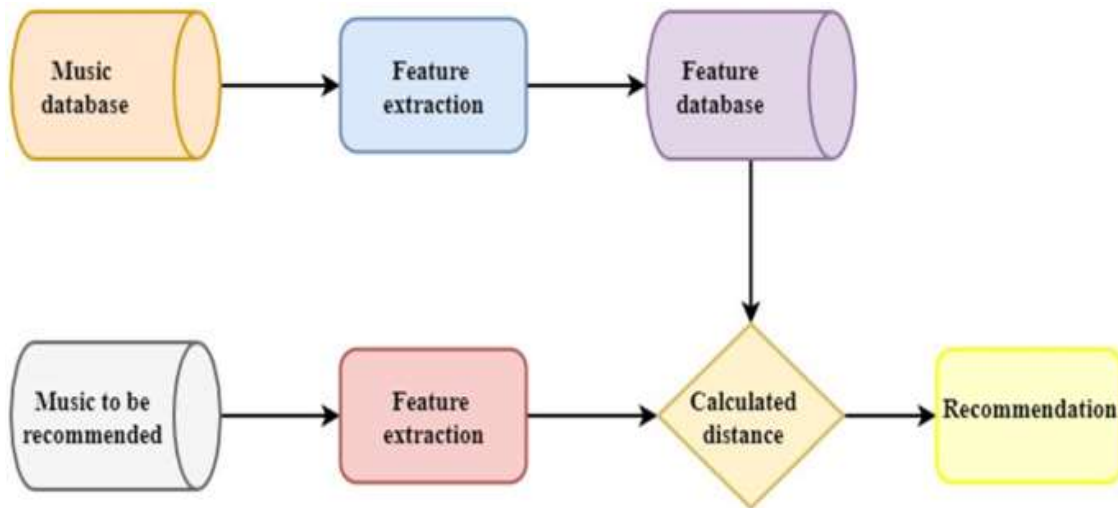 Music
database
Feature
extraction
Feature
database
Music to be
recommended
Feature
extraction
Calculated
distance
Recommendation